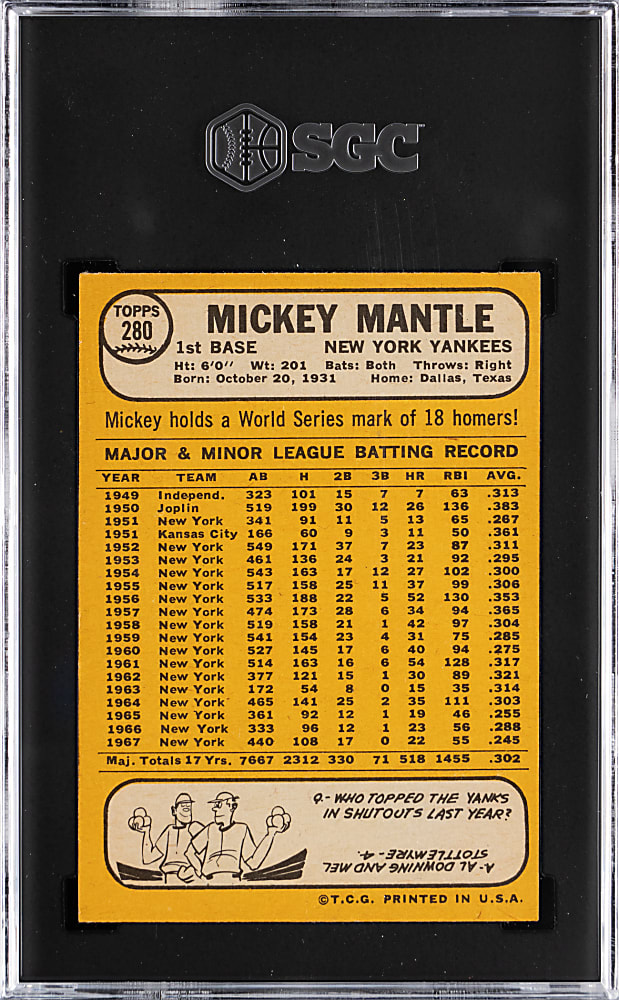 SGC
TOPPS
280
MICKEY MANTLE
1st BASE NEW YORK YANKEES
Ht: 6'0'' Wt: 201 Bats: Both Throws: Right
Born: October 20, 1931 Home: Dallas, Texas
Mickey holds a World Series mark of 18 homers!
MAJOR & MINOR LEAGUE BATTING RECORD
YEAR TEAM AB H 2B 3B HR RBI AVG.
1949 Independ. 323 101 15 7 7 63 .313
1950 Joplin 519 199 30 12 26 136 .383
1951 New York 341 91 11 5 13 65 .267
1951 Kansas City 166 60 9 3 11 50 .361
1952 New York 549 171 37 7 23 87 .311
1953 New York 461 136 24 3 21 92 .295
1954 New York 543 163 17 12 27 102 .300
1955 New York 517 158 25 11 37 99 .306
1956 New York 533 188 22 5 52 130 .353
1957 New York 474 173 28 6 34 94 .365
1958 New York 519 158 21 1 42 97 .304
1959 New York 541 154 23 4 31 75 .285
1960 New York 527 145 17 6 40 94 .275
1961 New York 514 163 16 6 54 128 .317
1962 New York 377 121 15 1 30 89 .321
1963 New York 172 54 8 0 15 35 .314
1964 New York 465 141 25 2 35 111 .303
1965 New York 361 92 12 1 19 46 .255
1966 New York 333 96 12 1 23 56 .288
1967 New York 440 108 17 0 22 55 .245
Maj. Totals 17 Yrs. 7667 2312 330 71 518 1455 .302
Q.- WHO TOPPED THE YANKS
IN SHUTOUTS LAST YEAR?
A- AL DOWNING AND MEL
STOTTLEMYRE - 4.
©T.C.G. PRINTED IN U.S.A.